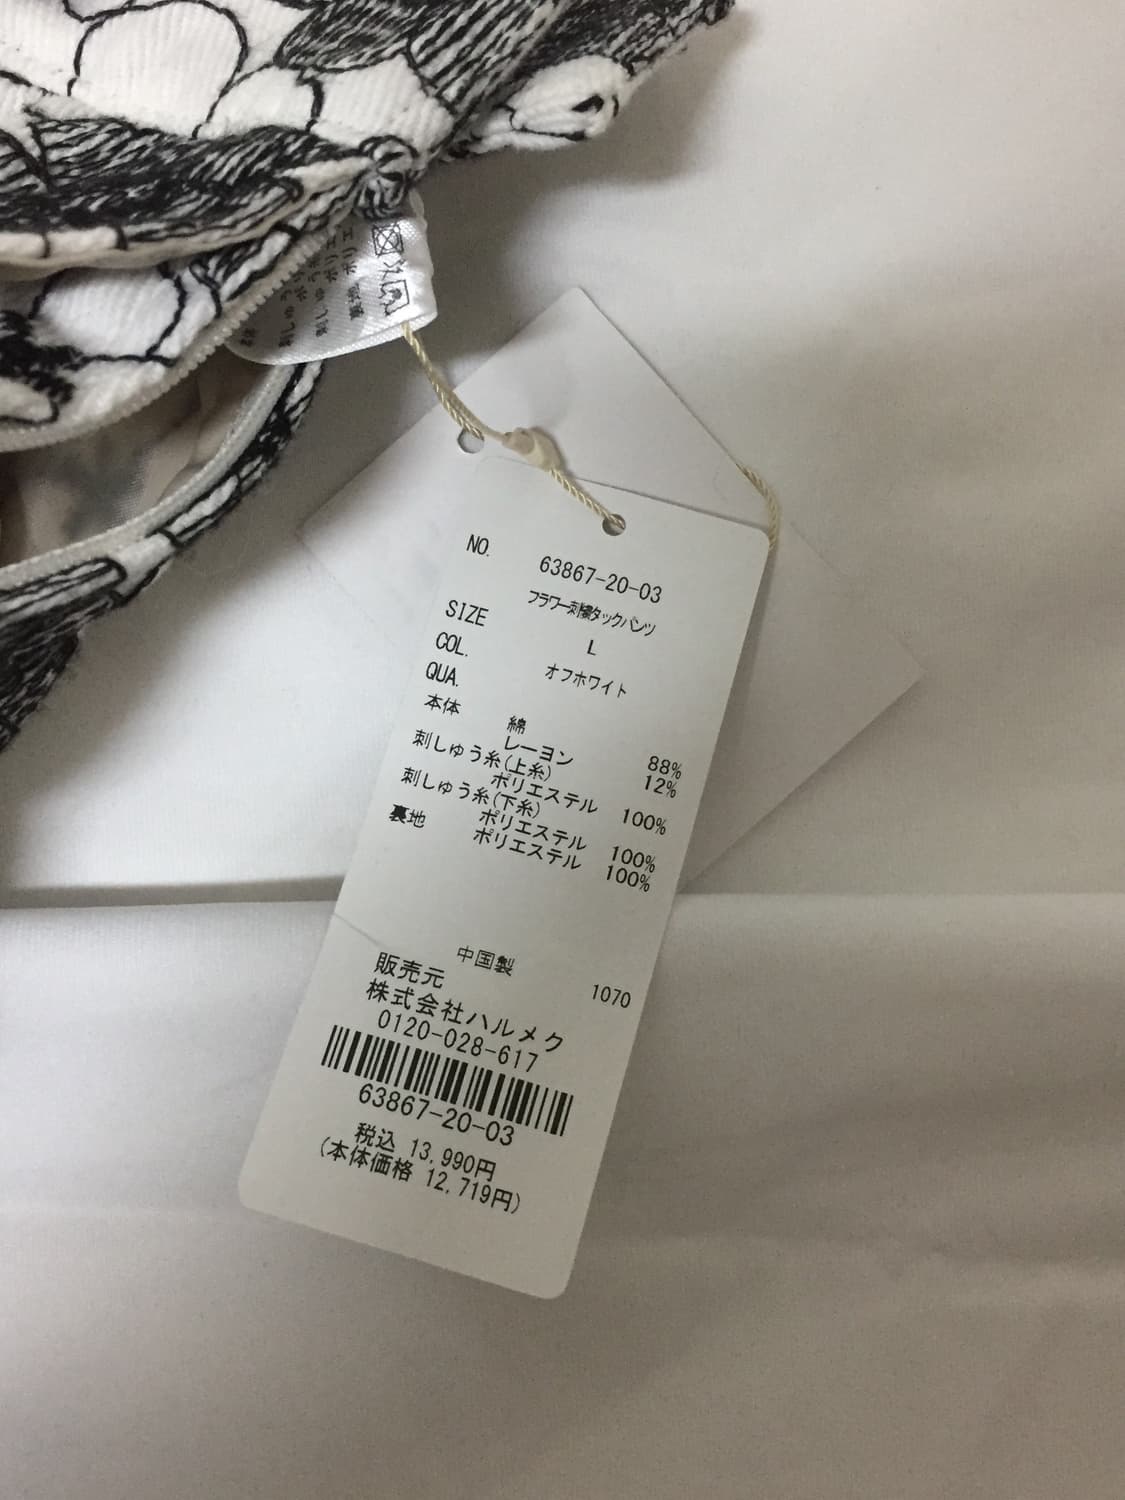 NO. 63867-20-03
フラワー刺繍タックパンツ
SIZE L
COL. オフホワイト
QUA.
本体 綿 88%
レーヨン 12%
刺しゅう糸(上糸)
ポリエステル 100%
刺しゅう糸(下糸)
ポリエステル 100%
裏地 ポリエステル 100%
中国製
販売元 1070
株式会社ハルメク
0120-028-617
63867-20-03
税込 13,990円
(本体価格 12,719円)